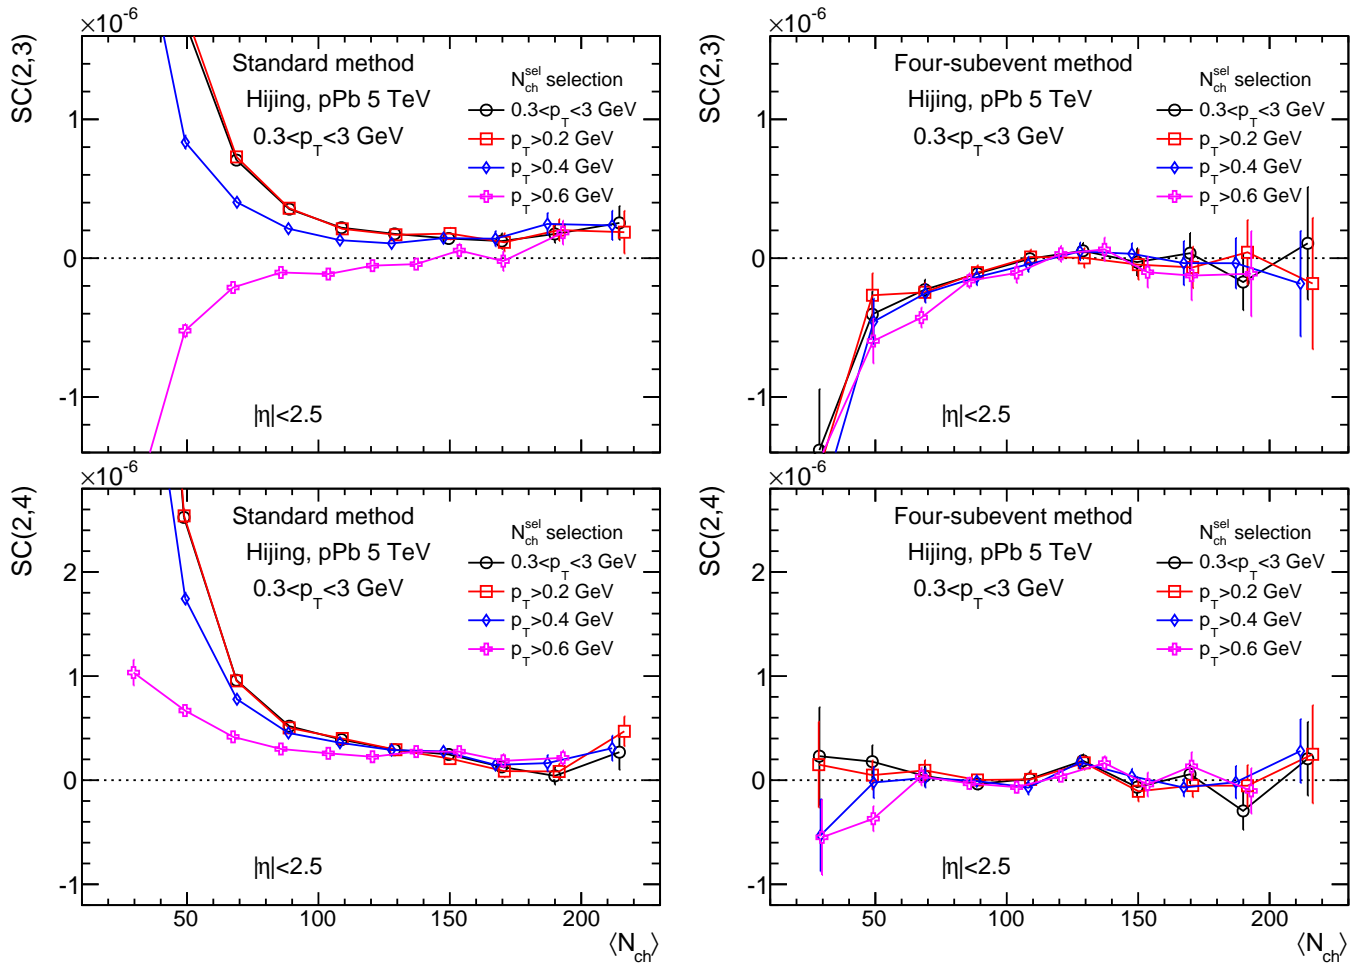 ×10⁻⁶
SC(2,3)
Standard method
Hijing, pPb 5 TeV
0.3<p_T<3 GeV
N_ch^sel selection
0.3<p_T<3 GeV
p_T>0.2 GeV
p_T>0.4 GeV
p_T>0.6 GeV
1
0
-1
|η|<2.5
×10⁻⁶
SC(2,3)
Four-subevent method
Hijing, pPb 5 TeV
0.3<p_T<3 GeV
N_ch^sel selection
0.3<p_T<3 GeV
p_T>0.2 GeV
p_T>0.4 GeV
p_T>0.6 GeV
1
0
-1
|η|<2.5
×10⁻⁶
SC(2,4)
Standard method
Hijing, pPb 5 TeV
0.3<p_T<3 GeV
N_ch^sel selection
0.3<p_T<3 GeV
p_T>0.2 GeV
p_T>0.4 GeV
p_T>0.6 GeV
2
1
0
-1
|η|<2.5
50 100 150 200
⟨N_ch⟩
×10⁻⁶
SC(2,4)
Four-subevent method
Hijing, pPb 5 TeV
0.3<p_T<3 GeV
N_ch^sel selection
0.3<p_T<3 GeV
p_T>0.2 GeV
p_T>0.4 GeV
p_T>0.6 GeV
2
1
0
-1
|η|<2.5
50 100 150 200
⟨N_ch⟩